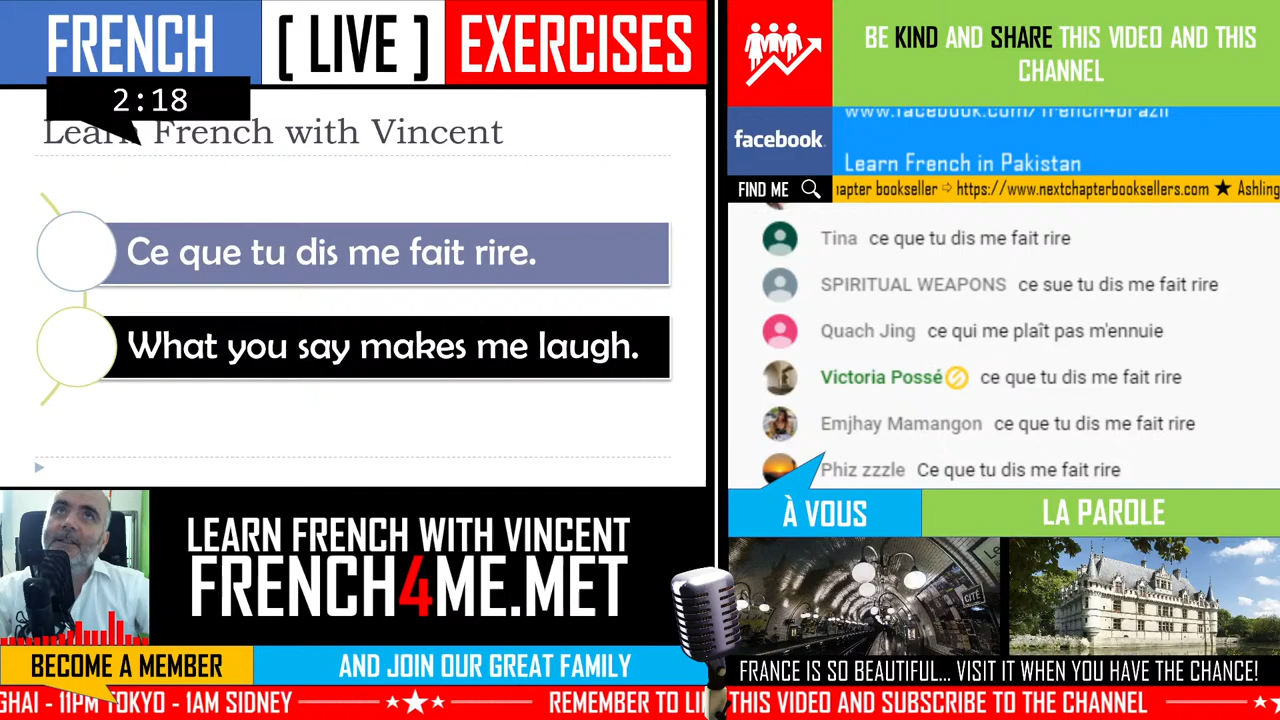 FRENCH
[ LIVE ]
EXERCISES
2:18
Learn French with Vincent
Ce que tu dis me fait rire.
What you say makes me laugh.
LEARN FRENCH WITH VINCENT
FRENCH4ME.MET
BECOME A MEMBER
AND JOIN OUR GREAT FAMILY
BE KIND AND SHARE THIS VIDEO AND THIS
CHANNEL
facebook
www.facebook.com/french4brazil
Learn French in Pakistan
FIND ME
apter bookseller ⇨ https://www.nextchapterbooksellers.com ★ Ashling
Tina ce que tu dis me fait rire
SPIRITUAL WEAPONS ce sue tu dis me fait rire
Quach Jing ce qui me plaît pas m'ennuie
Victoria Possé ce que tu dis me fait rire
Emjhay Mamangon ce que tu dis me fait rire
Phiz zzzle Ce que tu dis me fait rire
À VOUS
LA PAROLE
CITÉ
FRANCE IS SO BEAUTIFUL... VISIT IT WHEN YOU HAVE THE CHANCE!
GHAI - 11PM TOKYO - 1AM SIDNEY ★ REMEMBER TO LI THIS VIDEO AND SUBSCRIBE TO THE CHANNEL